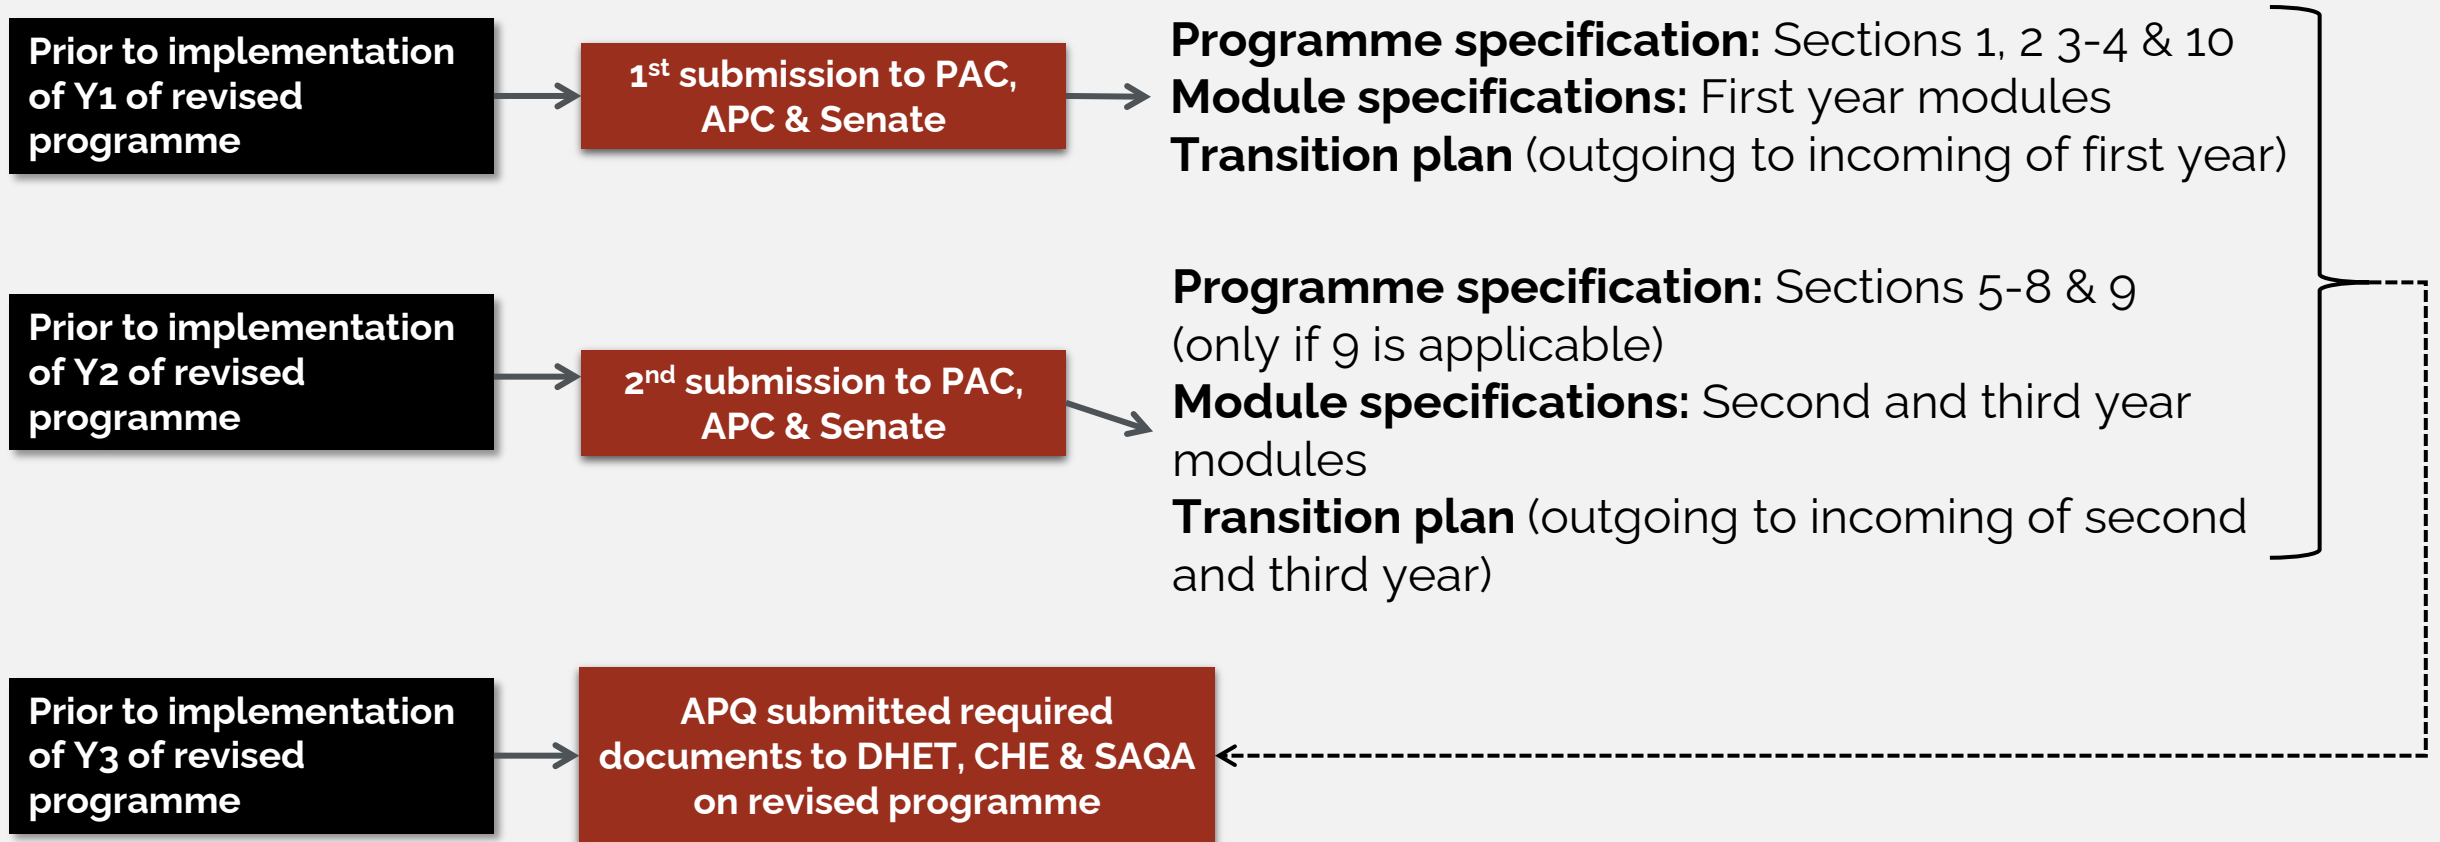 Prior to implementation
of Y1 of revised
programme
1st submission to PAC,
APC & Senate
Programme specification: Sections 1, 2 3-4 & 10
Module specifications: First year modules
Transition plan (outgoing to incoming of first year)
Prior to implementation
of Y2 of revised
programme
2nd submission to PAC,
APC & Senate
Programme specification: Sections 5-8 & 9
(only if 9 is applicable)
Module specifications: Second and third year
modules
Transition plan (outgoing to incoming of second
and third year)
Prior to implementation
of Y3 of revised
programme
APQ submitted required
documents to DHET, CHE & SAQA
on revised programme